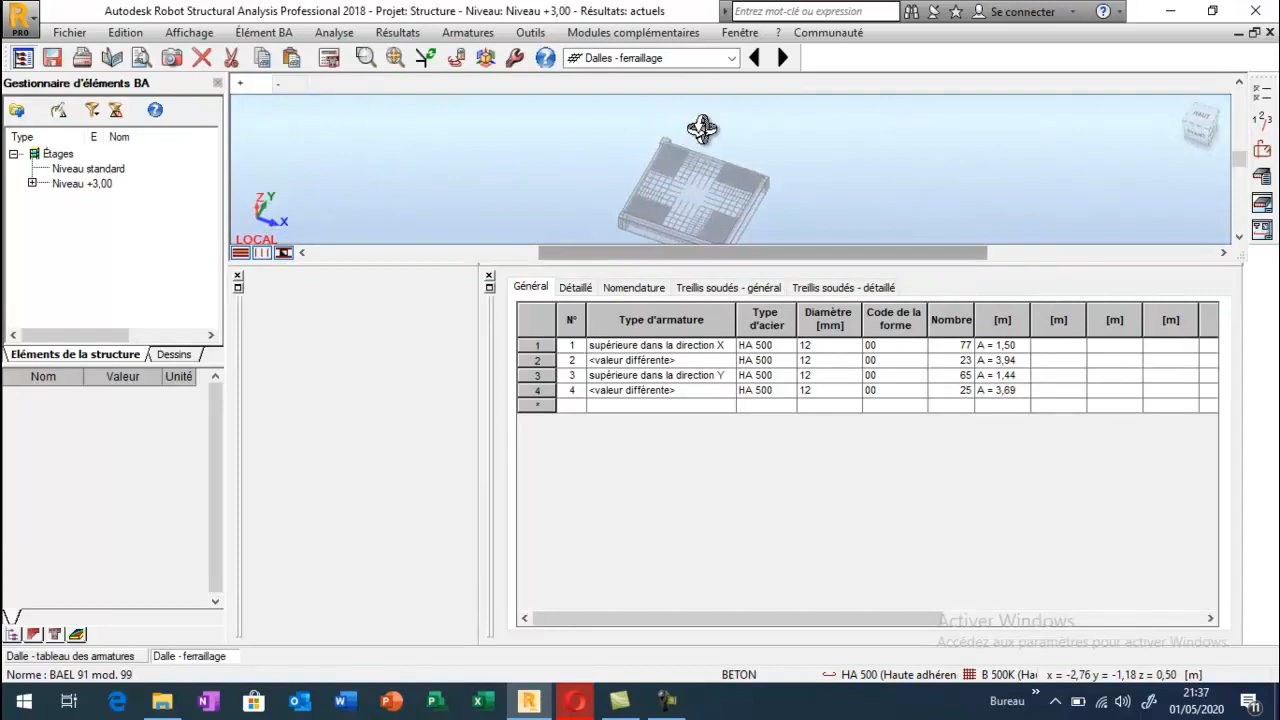 Autodesk Robot Structural Analysis Professional 2018 - Projet: Structure - Niveau: Niveau +3,00 - Résultats: actuels
Entrez mot-clé ou expression
Se connecter
PRO
Fichier Edition Affichage Élément BA Analyse Résultats Armatures Outils Modules complémentaires Fenêtre ? Communauté
Dalles - ferraillage
Gestionnaire d'éléments BA
Type E Nom
Étages
Niveau standard
Niveau +3,00
Eléments de la structure Dessins
Nom Valeur Unité
HAUT
Z Y
X
LOCAL
Général Détaillé Nomenclature Treillis soudés - général Treillis soudés - détaillé
N° Type d'armature Type d'acier Diamètre [mm] Code de la forme Nombre [m] [m] [m] [m]
1 1 supérieure dans la direction X HA 500 12 00 77 A = 1,50
2 2 <valeur différente> HA 500 12 00 23 A = 3,94
3 3 supérieure dans la direction Y HA 500 12 00 65 A = 1,44
4 4 <valeur différente> HA 500 12 00 25 A = 3,69
*
Activer Windows
Accédez aux paramètres pour activer Windows.
Dalle - tableau des armatures Dalle - ferraillage
Norme : BAEL 91 mod. 99
BETON HA 500 (Haute adhéren B 500K (H x = -2,76 y = -1,18 z = 0,50 [m]
Bureau
21:37
01/05/2020